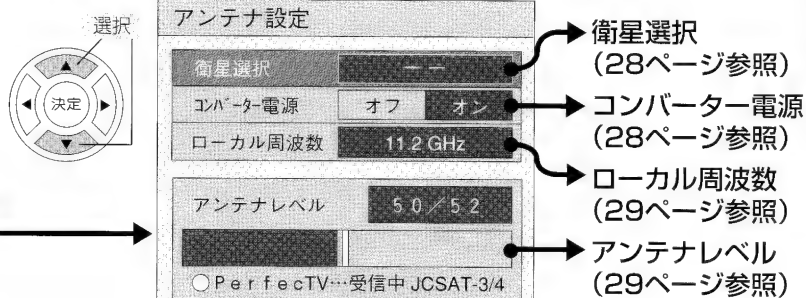 選択
決定
アンテナ設定
衛星選択 ーー
コンバーター電源 オフ オン
ローカル周波数 11.2 GHz
アンテナレベル 50/52
○PerfecTV…受信中 JCSAT-3/4
衛星選択
(28ページ参照)
コンバーター電源
(28ページ参照)
ローカル周波数
(29ページ参照)
アンテナレベル
(29ページ参照)